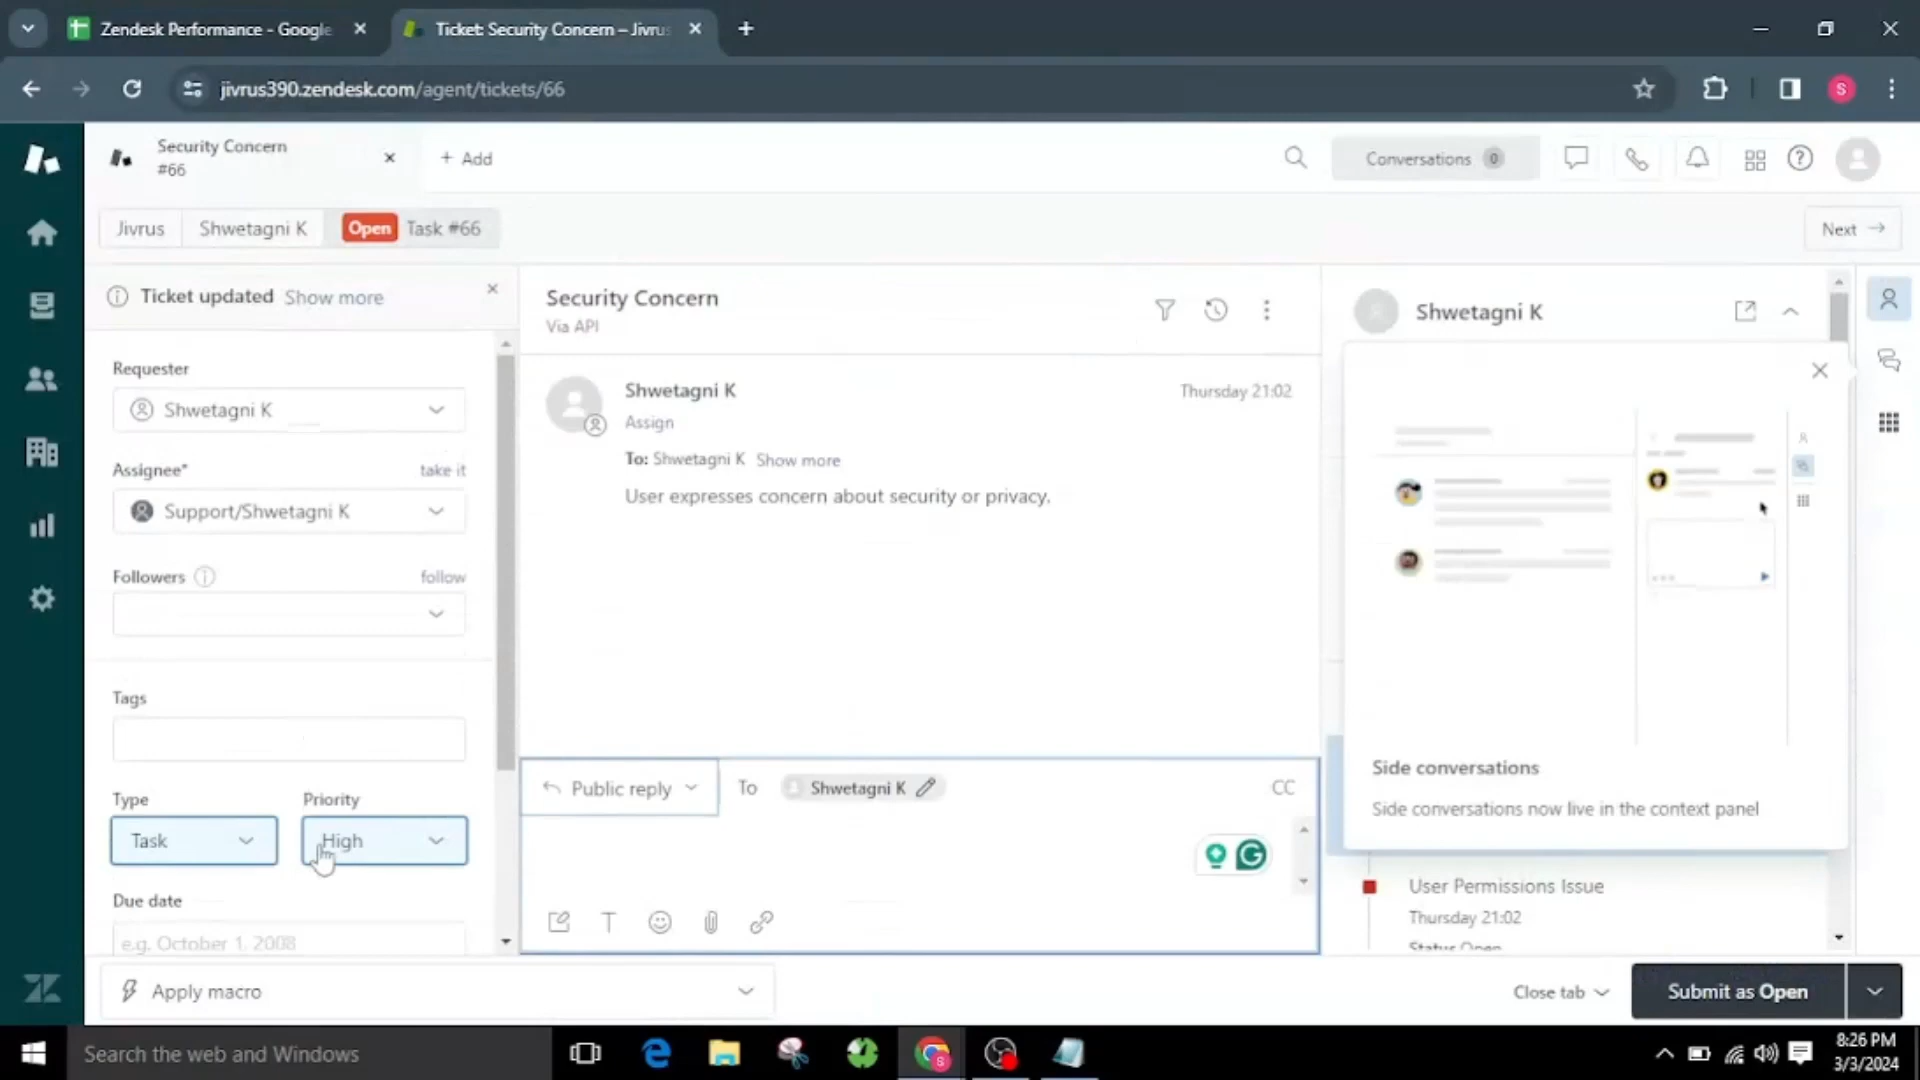 Zendesk Performance - Google
Ticket: Security Concern – Jivrus
jivrus390.zendesk.com/agent/tickets/66
Security Concern
#66
+ Add
Conversations 0
Jivrus
Shwetagni K
Open Task #66
Next
Ticket updated Show more
Requester
Shwetagni K
Assignee* take it
Support/Shwetagni K
Followers follow
Tags
Type Priority
Task High
Due date
e.g. October 1, 2008
Apply macro
Security Concern
Via API
Shwetagni K Thursday 21:02
Assign
To: Shwetagni K Show more
User expresses concern about security or privacy.
Public reply To Shwetagni K CC
Shwetagni K
Side conversations
Side conversations now live in the context panel
User Permissions Issue
Thursday 21:02
Status Open
Close tab
Submit as Open
Search the web and Windows
8:26 PM
3/3/2024